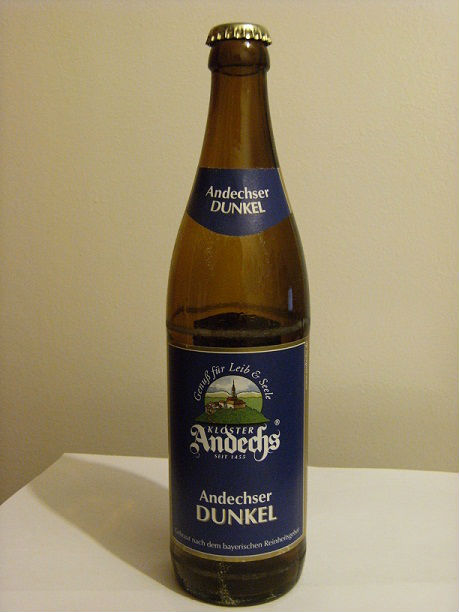 Andechser
DUNKEL
Genuß für Leib & Seele
KLOSTER
Andechs®
SEIT 1455
Andechser
DUNKEL
Gebraut nach dem bayerischen Reinheitsgebot